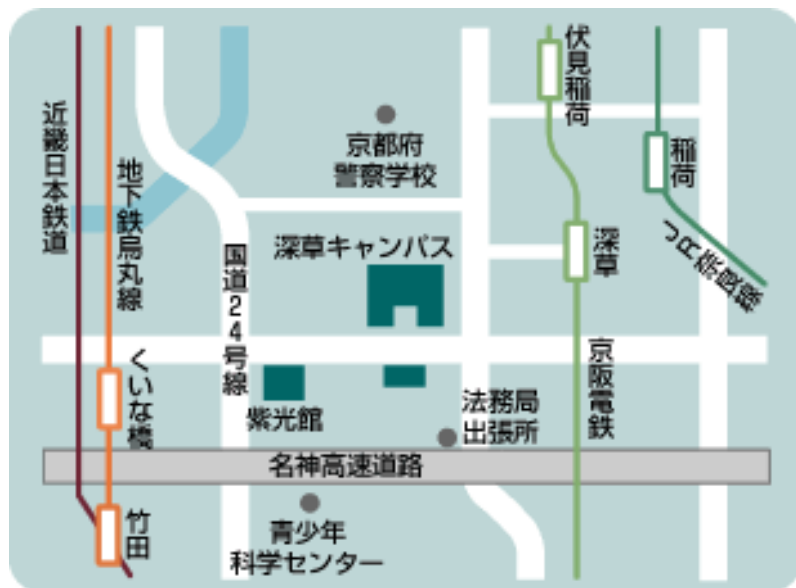 伏見稲荷
近畿日本鉄道
地下鉄烏丸線
京都府
警察学校
稲荷
JR奈良線
深草
深草キャンパス
国道24号線
くいな橋
京阪電鉄
紫光館
法務局
出張所
名神高速道路
竹田
青少年
科学センター